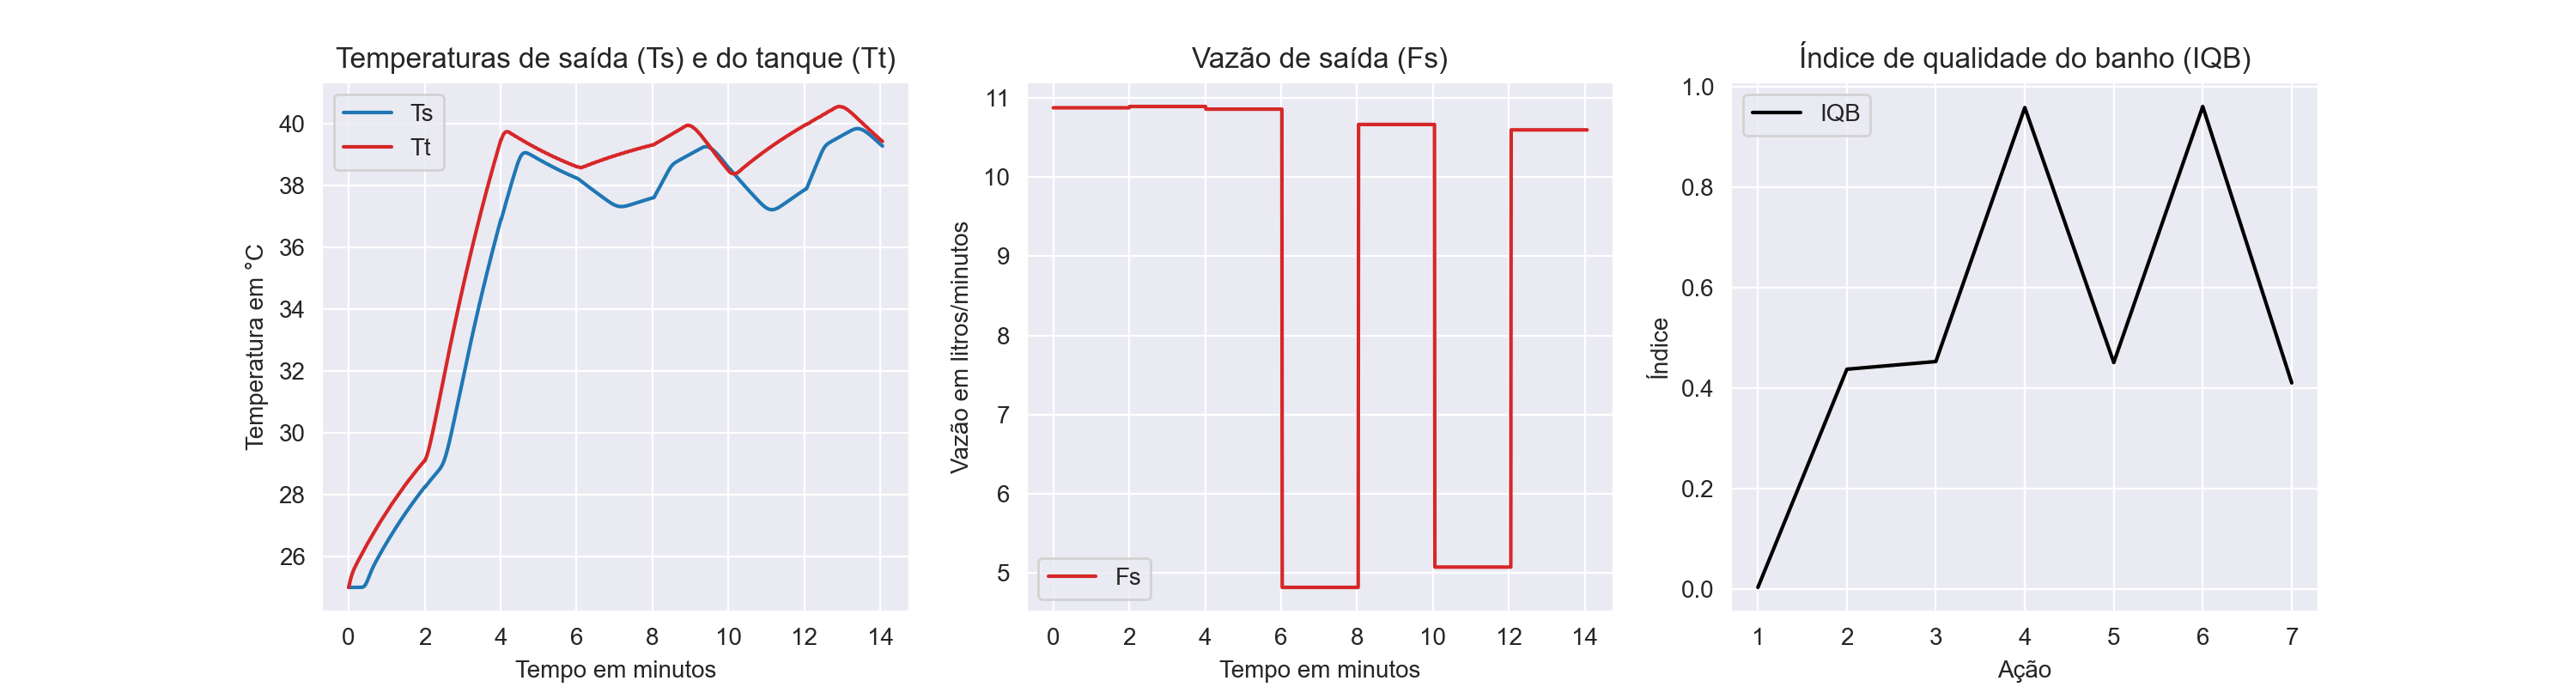 Temperaturas de saída (Ts) e do tanque (Tt)
Ts
Tt
40
38
36
34
32
30
28
26
Temperatura em °C
0 2 4 6 8 10 12 14
Tempo em minutos
Vazão de saída (Fs)
11
10
9
8
7
6
5
Vazão em litros/minutos
Fs
0 2 4 6 8 10 12 14
Tempo em minutos
Índice de qualidade do banho (IQB)
IQB
1.0
0.8
0.6
0.4
0.2
0.0
Índice
1 2 3 4 5 6 7
Ação